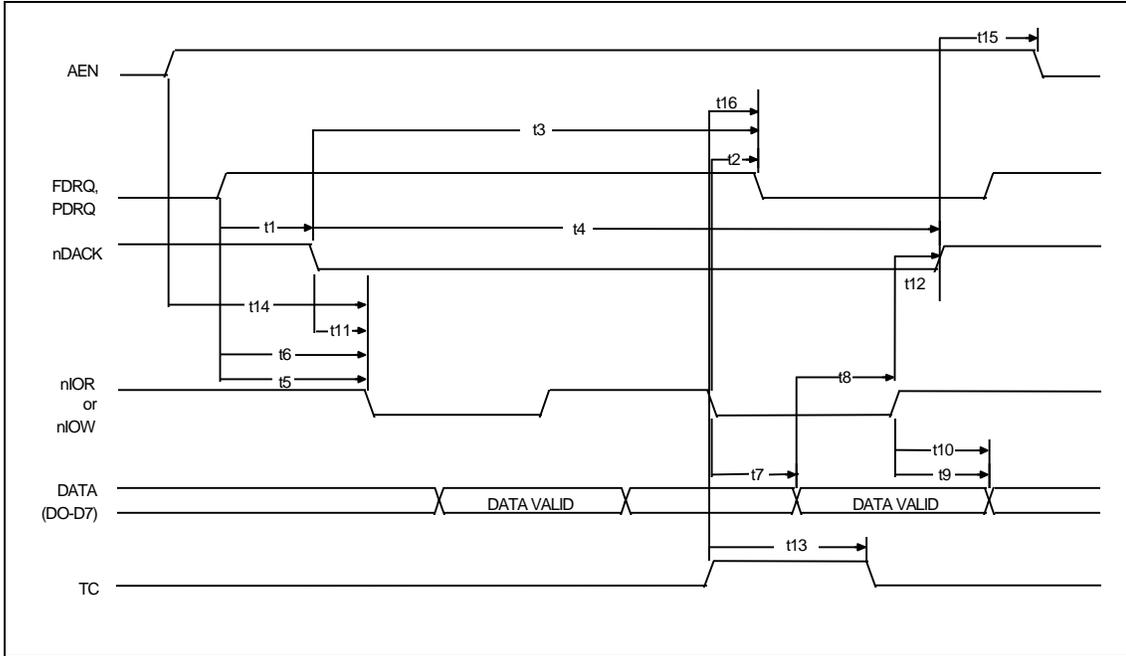 t15
AEN
t16
t3
t2
FDRQ,
PDRQ
t1
t4
nDACK
t12
t14
t11
t6
t5
t8
nIOR
or
nIOW
t10
t7
t9
DATA
(DO-D7)
DATA VALID
DATA VALID
t13
TC